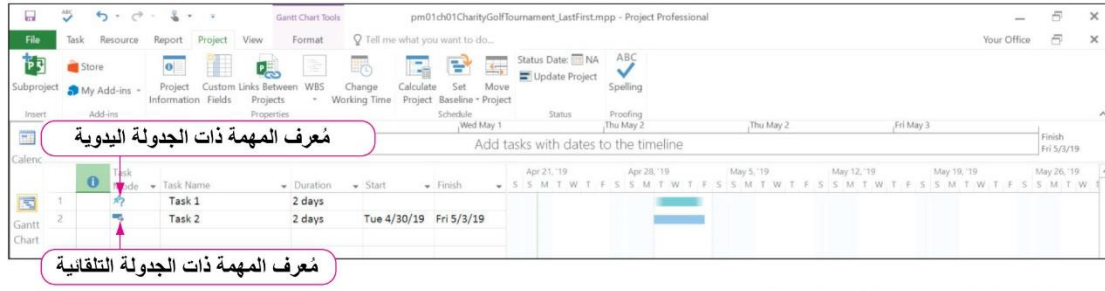 ABC
Gantt Chart Tools
pm01ch01CharityGolfTournament_LastFirst.mpp - Project Professional
File Task Resource Report Project View Format Tell me what you want to do... Your Office
Subproject
Store
My Add-ins
Project Information
Custom Fields
Links Between Projects
WBS
Change Working Time
Calculate Project
Set Baseline
Move Project
Status Date: NA
Update Project
ABC
Spelling
Insert Add-ins Properties Schedule Status Proofing
مُعرف المهمة ذات الجدولة اليدوية
Wed May 1 Thu May 2 Thu May 2 Fri May 3
Add tasks with dates to the timeline
Finish
Fri 5/3/19
Calenc
Task Mode Task Name Duration Start Finish
Apr 21, '19 Apr 28, '19 May 5, '19 May 12, '19 May 19, '19 May 26, '19
S S M T W T F S S M T W T F S S M T W T F S S M T W T F S S M T W T F S S M T W T
1 Task 1 2 days
2 Task 2 2 days Tue 4/30/19 Fri 5/3/19
Gantt Chart
مُعرف المهمة ذات الجدولة التلقائية